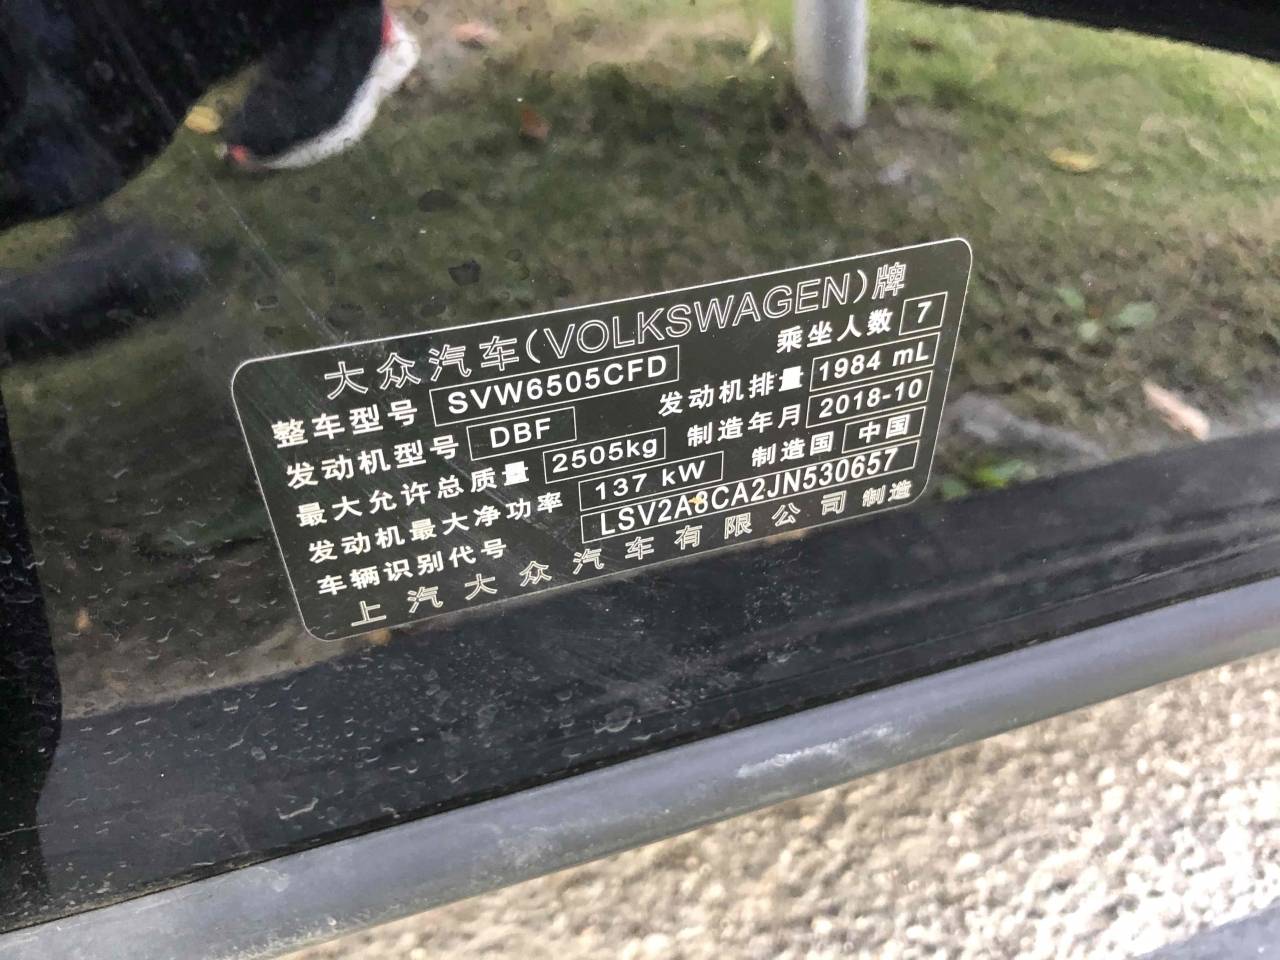 大众汽车(VOLKSWAGEN)牌
整车型号 SVW6505CFD 乘坐人数 7
发动机型号 DBF 发动机排量 1984 mL
最大允许总质量 2505kg 制造年月 2018-10
发动机最大净功率 137 kW 制造国 中国
车辆识别代号 LSV2A8CA2JN530657
上汽大众汽车有限公司 制造